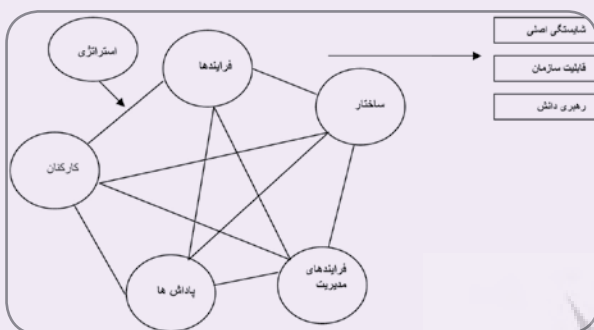 استراتژی
فرایندها
ساختار
کارکنان
پاداش ها
فرایندهای
مدیریت
شایستگی اصلی
قابلیت سازمان
رهبری دانش